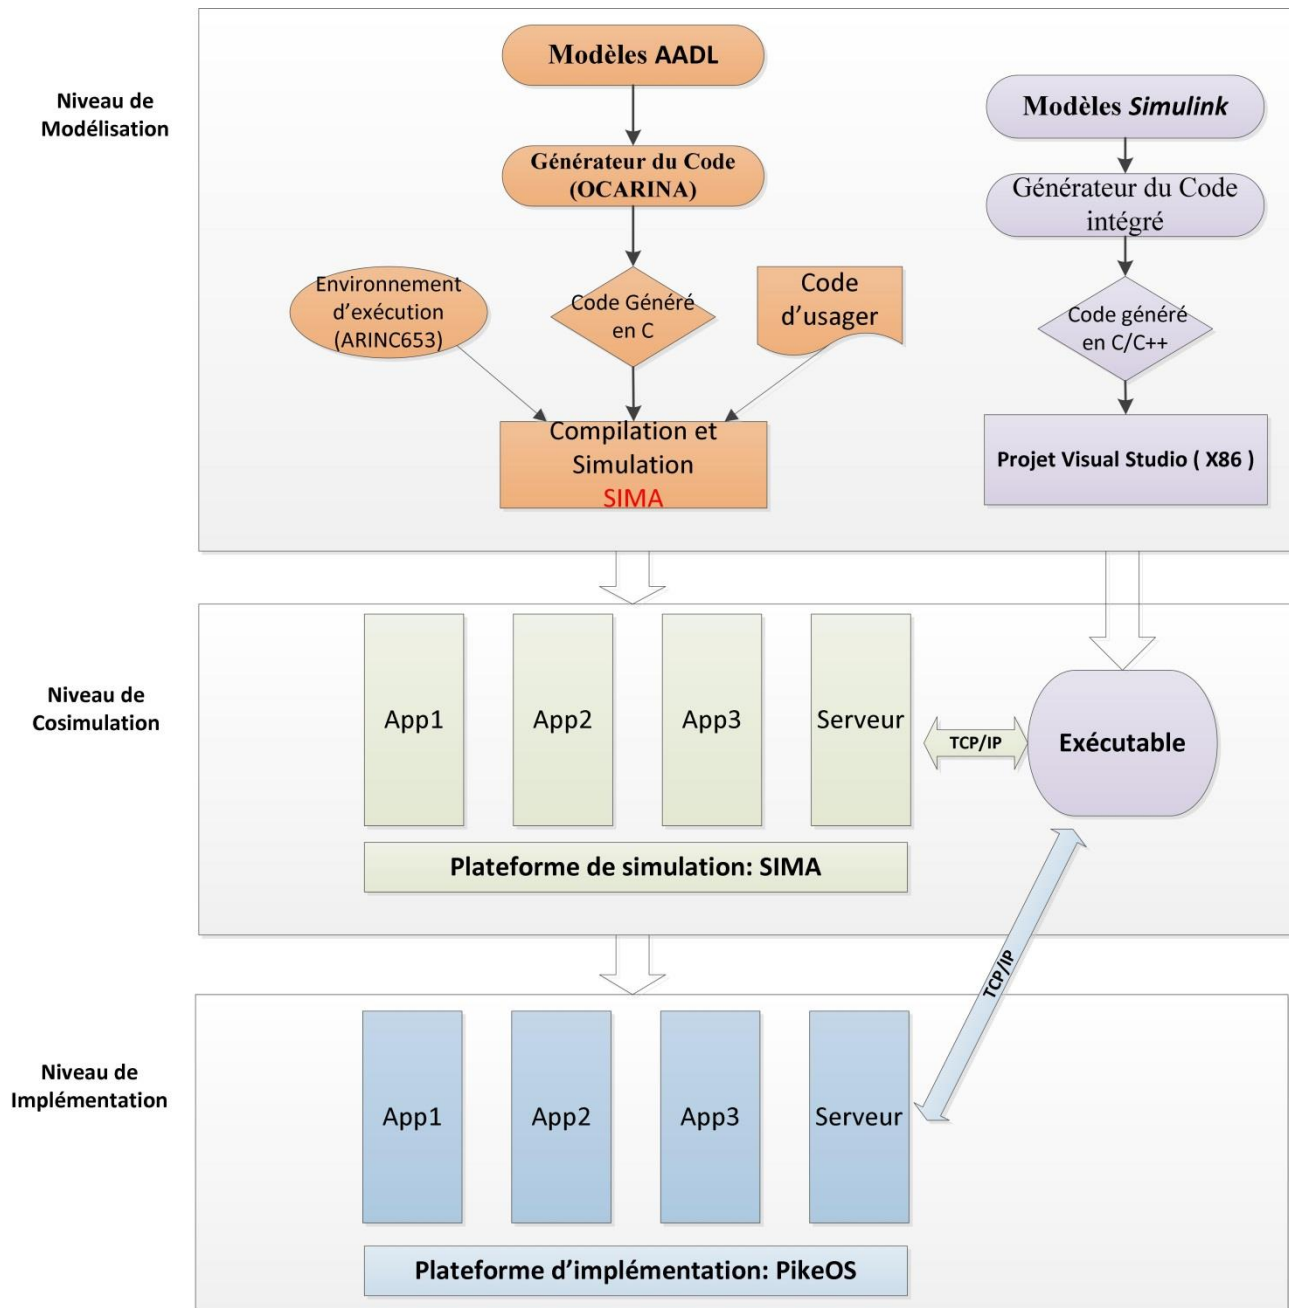 Niveau de
Modélisation
Modèles AADL
Générateur du Code
(OCARINA)
Environnement
d'exécution
(ARINC653)
Code Généré
en C
Code
d'usager
Compilation et
Simulation
SIMA
Modèles Simulink
Générateur du Code
intégré
Code généré
en C/C++
Projet Visual Studio ( X86 )
Niveau de
Cosimulation
App1
App2
App3
Serveur
TCP/IP
Exécutable
Plateforme de simulation: SIMA
TCP/IP
Niveau de
Implémentation
App1
App2
App3
Serveur
Plateforme d'implémentation: PikeOS